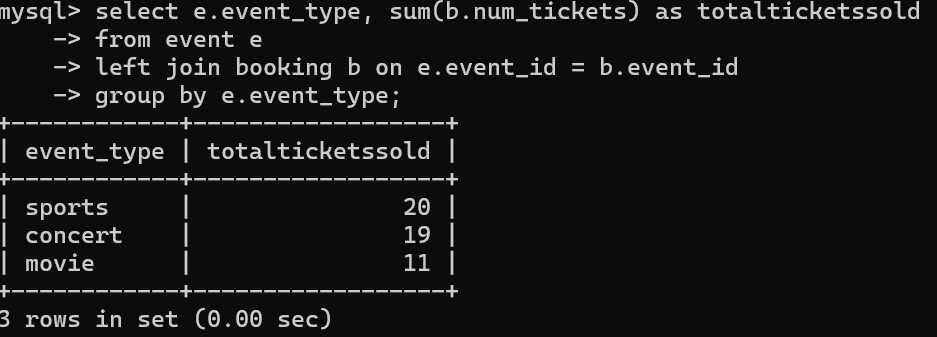 mysql> select e.event_type, sum(b.num_tickets) as totalticketssold
    -> from event e
    -> left join booking b on e.event_id = b.event_id
    -> group by e.event_type;
+------------+------------------+
| event_type | totalticketssold |
+------------+------------------+
| sports     |               20 |
| concert    |               19 |
| movie      |               11 |
+------------+------------------+
3 rows in set (0.00 sec)